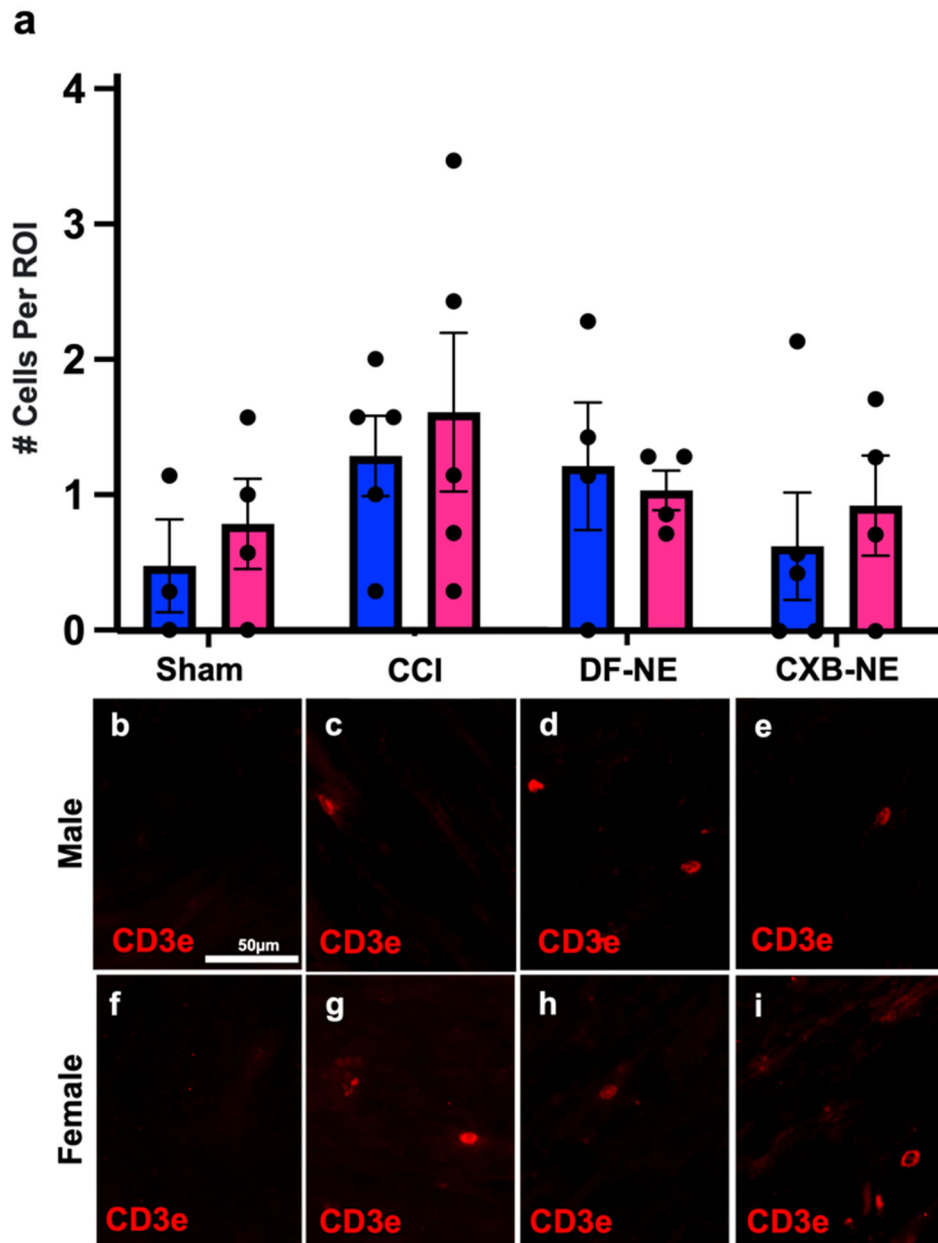 a
# Cells Per ROI
4
3
2
1
0
Sham CCI DF-NE CXB-NE
Male
b c d e
CD3e 50µm CD3e CD3e CD3e
Female
f g h i
CD3e CD3e CD3e CD3e